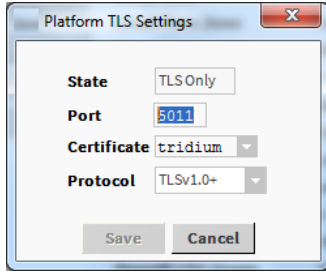 Platform TLS Settings
State TLS Only
Port 5011
Certificate tridium
Protocol TLSv1.0+
Save Cancel